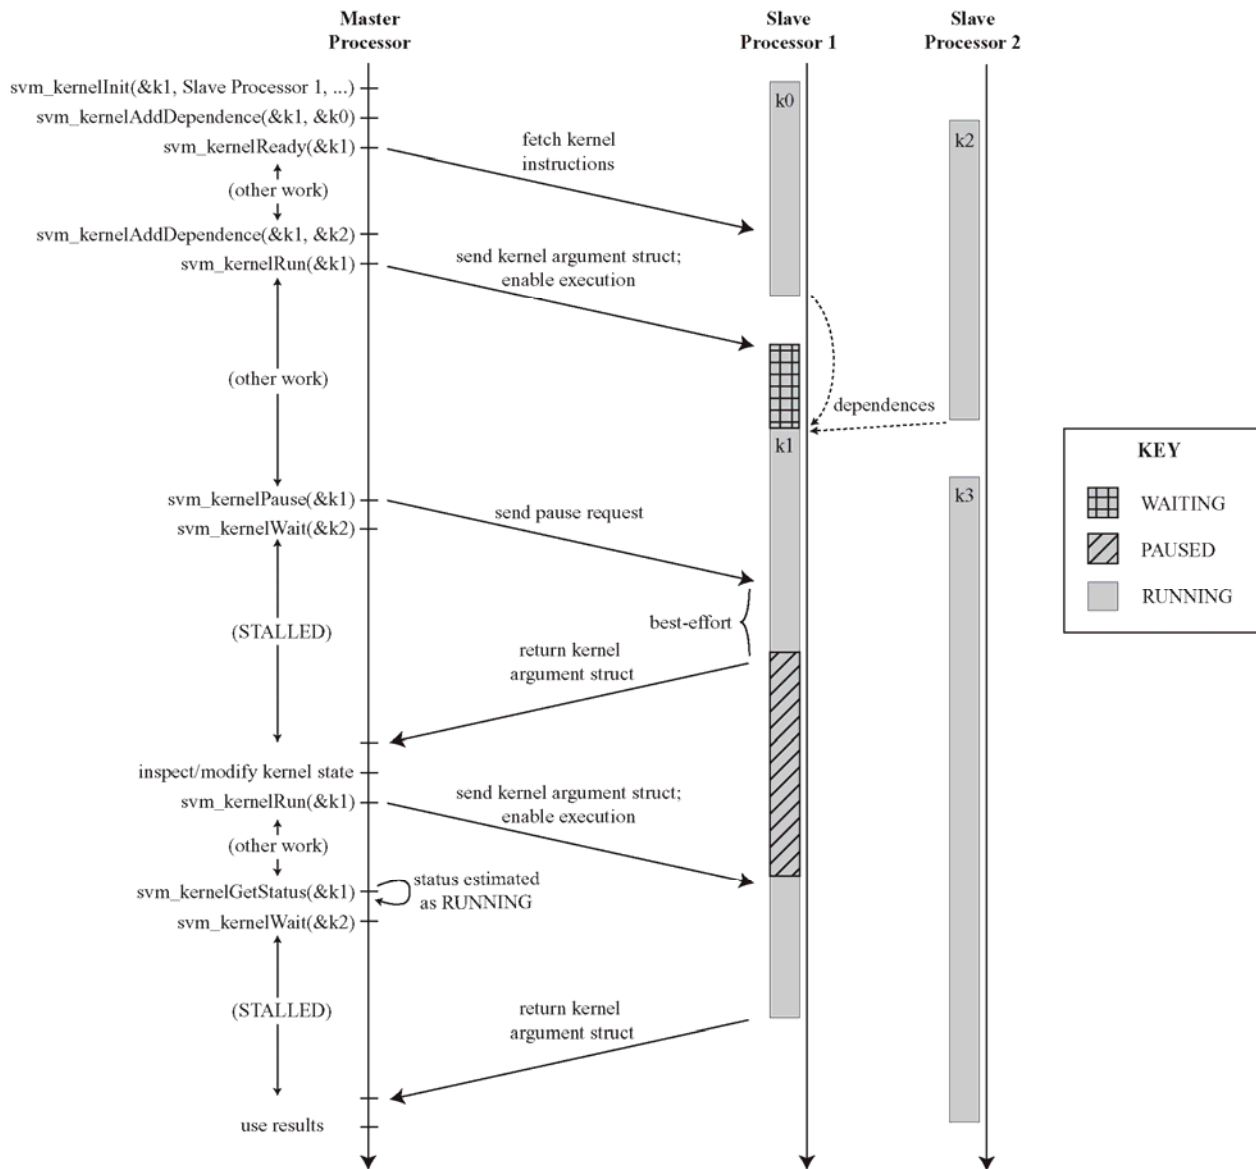 Master
Processor
Slave
Processor 1
Slave
Processor 2
svm_kernelInit(&k1, Slave Processor 1, ...)
k0
svm_kernelAddDependence(&k1, &k0)
k2
svm_kernelReady(&k1)
fetch kernel
instructions
(other work)
svm_kernelAddDependence(&k1, &k2)
svm_kernelRun(&k1)
send kernel argument struct;
enable execution
(other work)
dependences
k1
KEY
WAITING
PAUSED
RUNNING
svm_kernelPause(&k1)
k3
send pause request
svm_kernelWait(&k2)
(STALLED)
best-effort
return kernel
argument struct
inspect/modify kernel state
svm_kernelRun(&k1)
send kernel argument struct;
enable execution
(other work)
svm_kernelGetStatus(&k1)
status estimated
as RUNNING
svm_kernelWait(&k2)
(STALLED)
return kernel
argument struct
use results